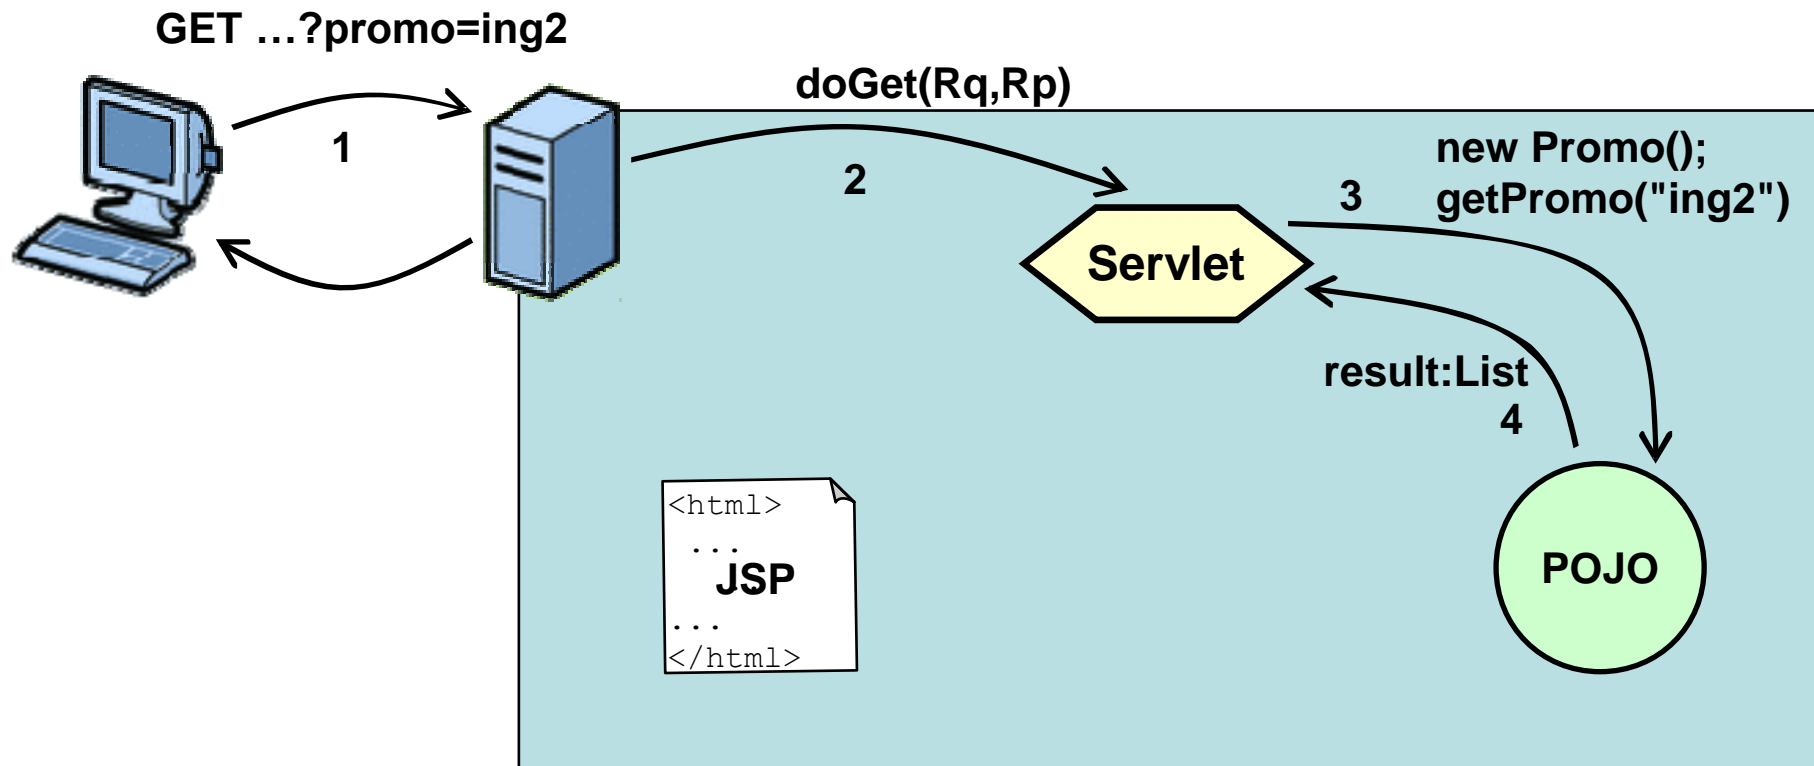 GET …?promo=ing2
doGet(Rq,Rp)
1
2
3
new Promo();
getPromo("ing2")
Servlet
result:List
4
<html>
...
JSP
...
</html>
POJO